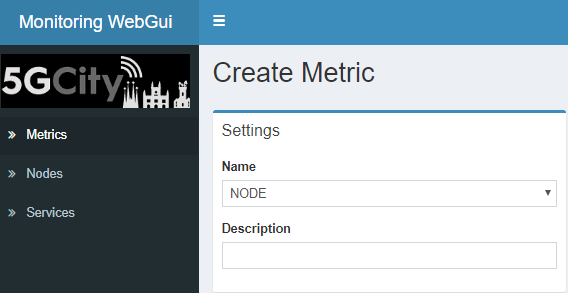 Monitoring WebGui
5GCity
Metrics
Nodes
Services
Create Metric
Settings
Name
NODE
Description